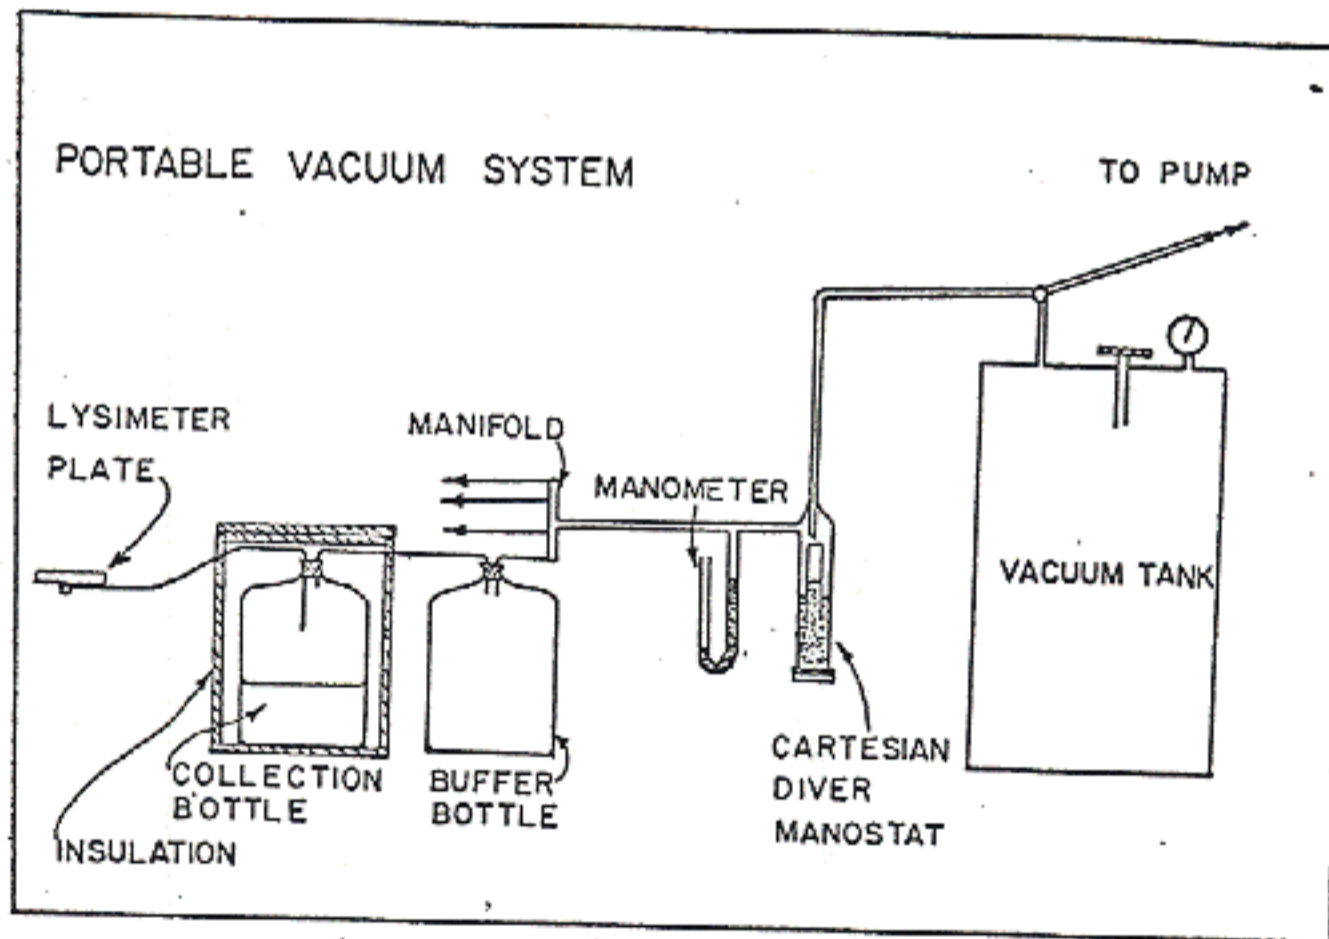 PORTABLE VACUUM SYSTEM
TO PUMP
LYSIMETER
PLATE
MANIFOLD
MANOMETER
VACUUM TANK
COLLECTION
BOTTLE
BUFFER
BOTTLE
CARTESIAN
DIVER
MANOSTAT
INSULATION